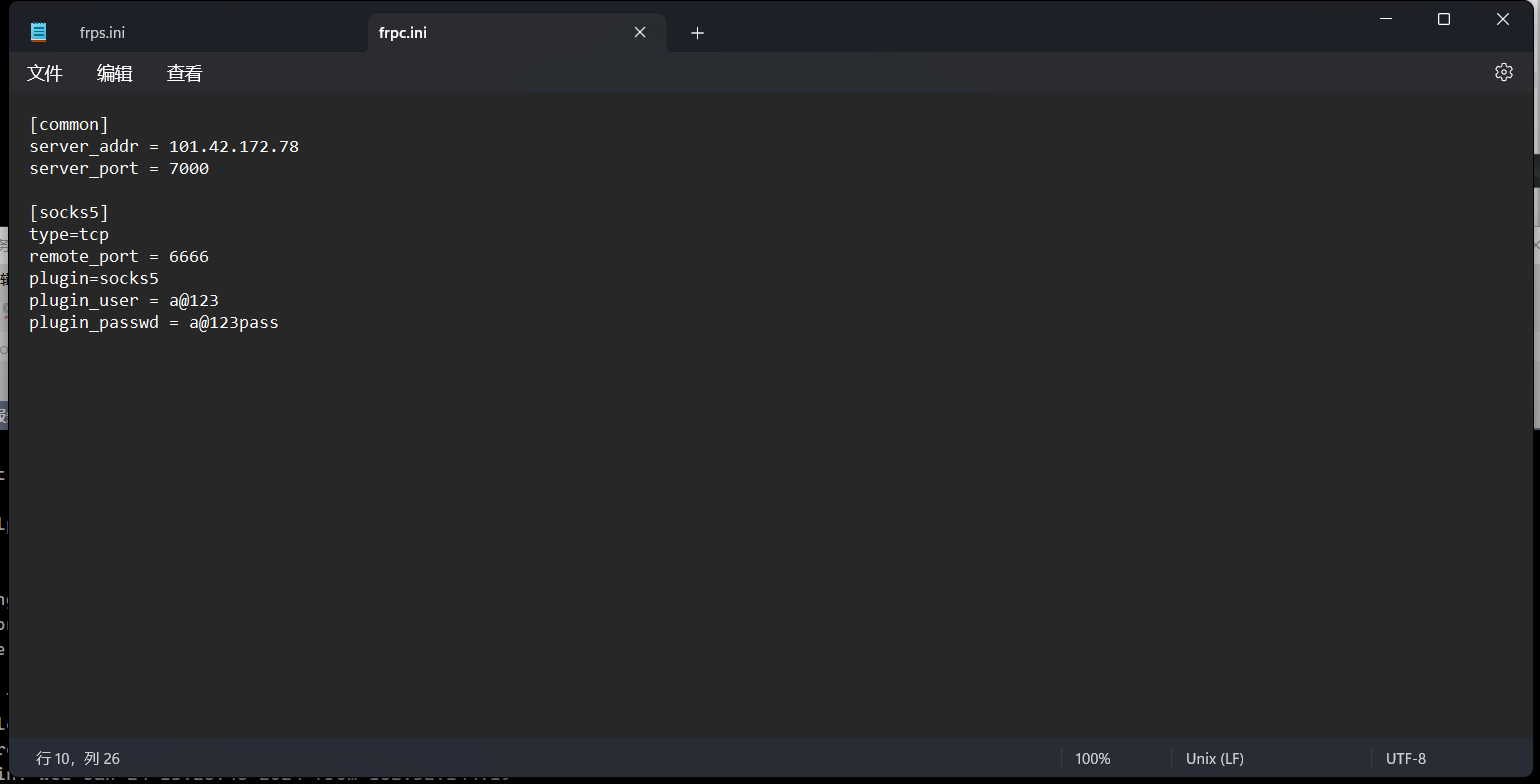 frps.ini
frpc.ini
文件 编辑 查看
[common]
server_addr = 101.42.172.78
server_port = 7000
[socks5]
type=tcp
remote_port = 6666
plugin=socks5
plugin_user = a@123
plugin_passwd = a@123pass
行 10，列 26
100%
Unix (LF)
UTF-8